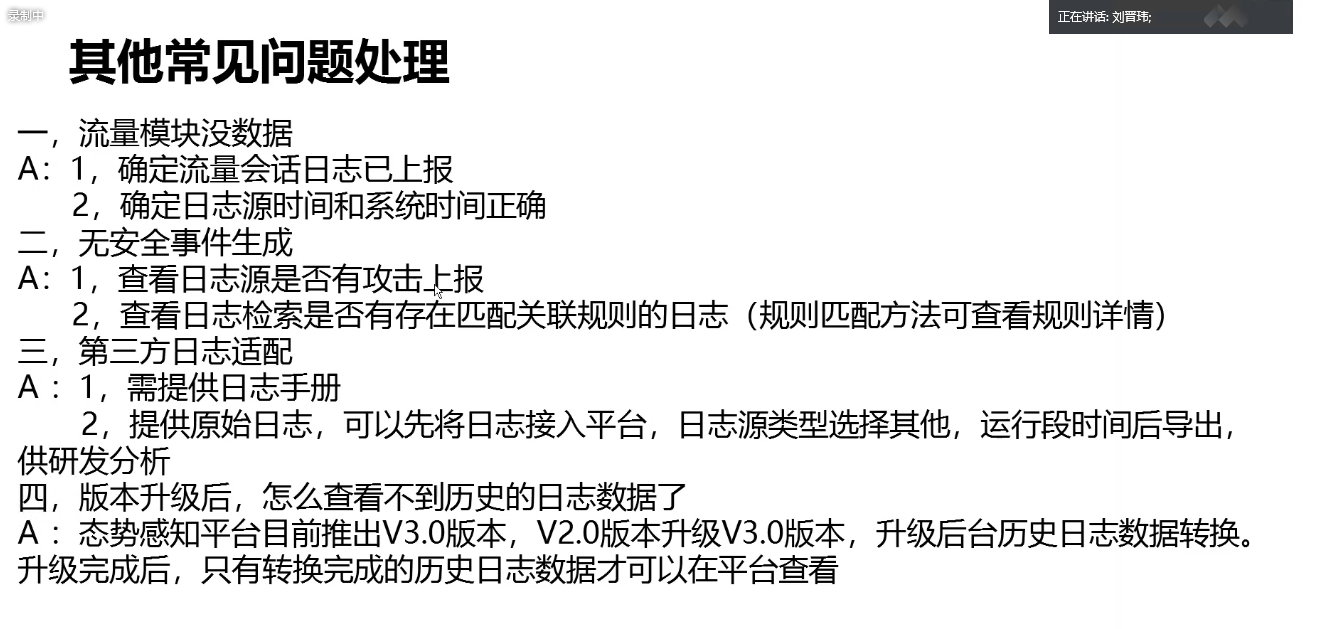 录制中
正在讲话: 刘晋玮;
其他常见问题处理
一，流量模块没数据
A：1，确定流量会话日志已上报
2，确定日志源时间和系统时间正确
二，无安全事件生成
A：1，查看日志源是否有攻击上报
2，查看日志检索是否有存在匹配关联规则的日志（规则匹配方法可查看规则详情）
三，第三方日志适配
A ：1，需提供日志手册
2，提供原始日志，可以先将日志接入平台，日志源类型选择其他，运行段时间后导出，
供研发分析
四，版本升级后，怎么查看不到历史的日志数据了
A ：态势感知平台目前推出V3.0版本，V2.0版本升级V3.0版本，升级后台历史日志数据转换。
升级完成后，只有转换完成的历史日志数据才可以在平台查看